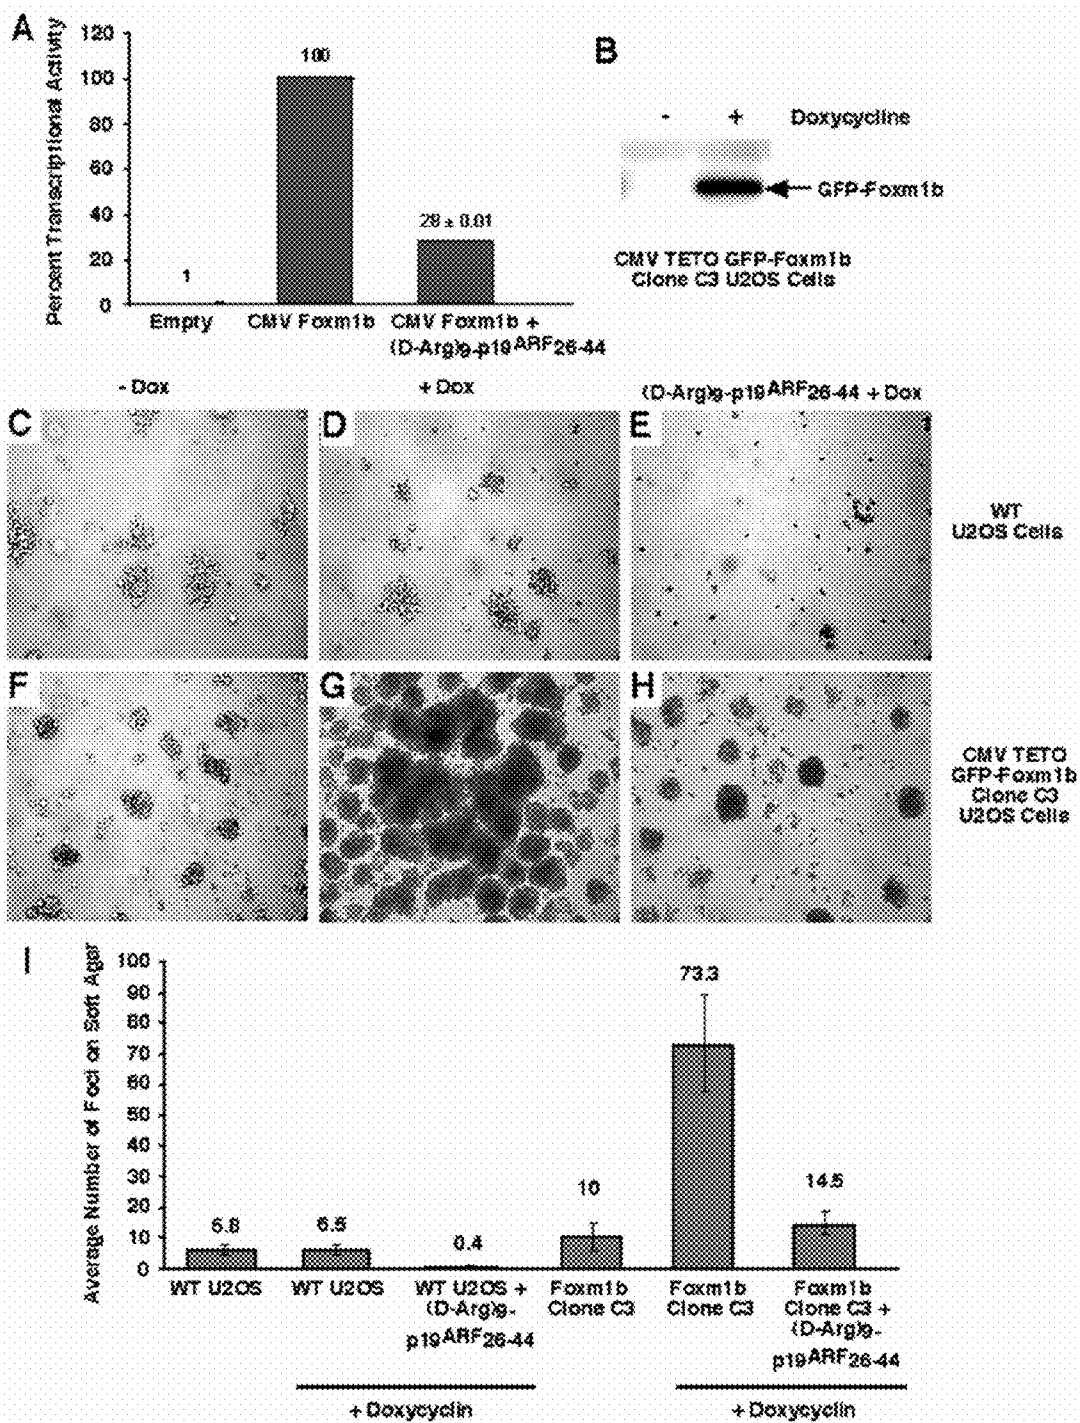 A
Percent Transcriptional Activity
120
100
80
60
40
20
0
1
100
28 ± 0.01
Empty
CMV Foxm1b
CMV Foxm1b +
(D-Arg)9-p19ARF26-44
B
- + Doxycycline
GFP-Foxm1b
CMV TETO GFP-Foxm1b
Clone C3 U2OS Cells
- Dox
+ Dox
(D-Arg)9-p19ARF26-44 + Dox
C
D
E
WT
U2OS Cells
F
G
H
CMV TETO
GFP-Foxm1b
Clone C3
U2OS Cells
I
Average Number of Foci on Soft Agar
100
90
80
70
60
50
40
30
20
10
0
6.8
6.5
0.4
10
73.3
14.5
WT U2OS
WT U2OS
WT U2OS +
(D-Arg)9-
p19ARF26-44
Foxm1b
Clone C3
Foxm1b
Clone C3
Foxm1b
Clone C3 +
(D-Arg)9-
p19ARF26-44
+ Doxycyclin
+ Doxycyclin